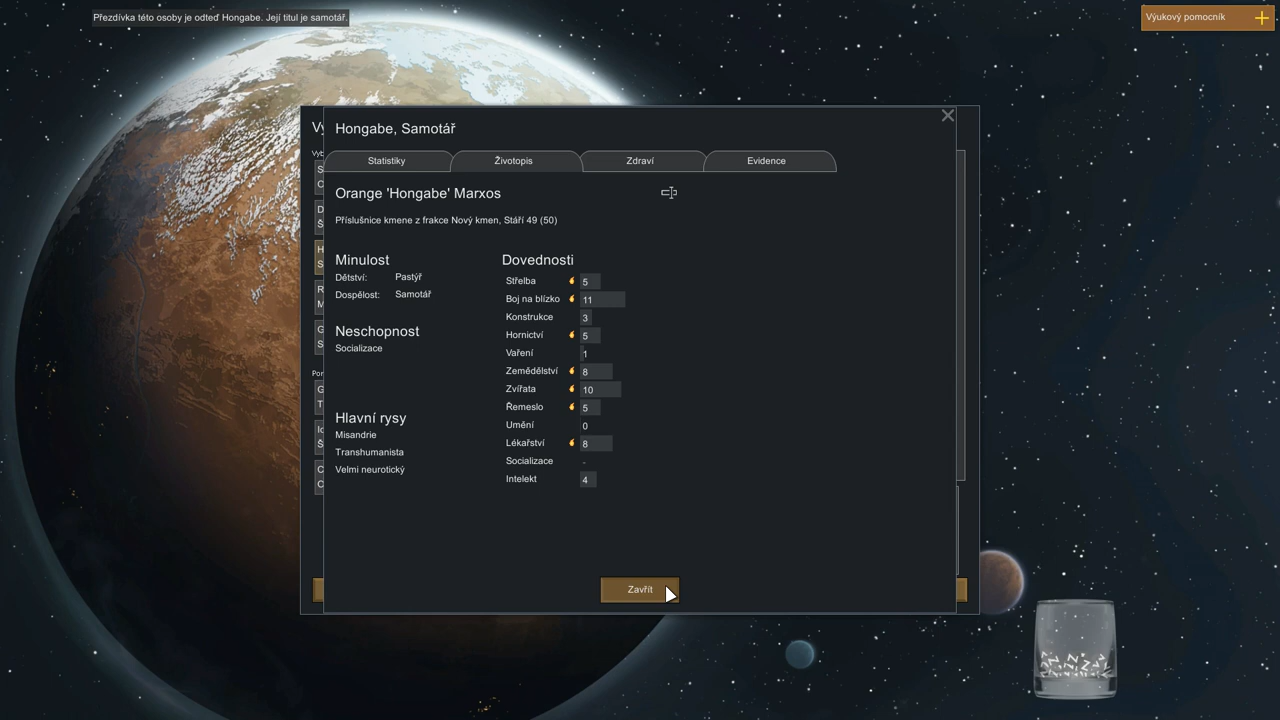 Přezdívka této osoby je odteď Hongabe. Její titul je samotář.
Výukový pomocník
Hongabe, Samotář
Statistiky
Životopis
Zdraví
Evidence
Orange 'Hongabe' Marxos
Příslušnice kmene z frakce Nový kmen, Stáří 49 (50)
Minulost
Dětství: Pastýř
Dospělost: Samotář
Neschopnost
Socializace
Hlavní rysy
Misandrie
Transhumanista
Velmi neurotický
Dovednosti
Střelba 5
Boj na blízko 11
Konstrukce 3
Hornictví 5
Vaření 1
Zemědělství 8
Zvířata 10
Řemeslo 5
Umění 0
Lékařství 8
Socializace -
Intelekt 4
Zavřít